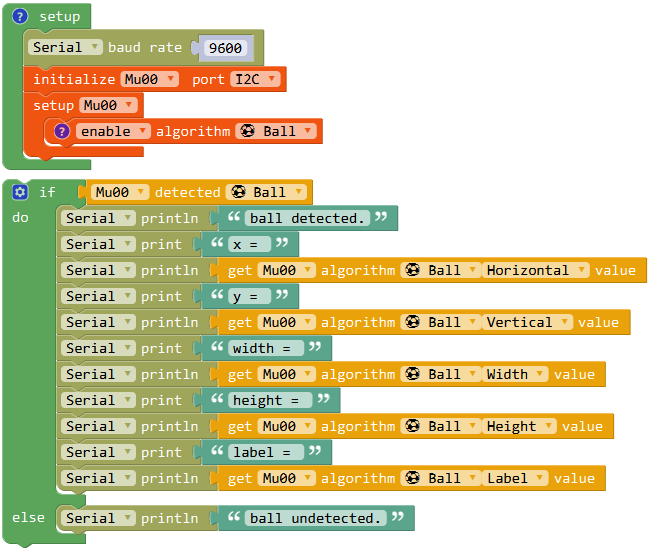 ? setup
Serial baud rate 9600
initialize Mu00 port I2C
setup Mu00
? enable algorithm Ball
if Mu00 detected Ball
do Serial println “ ball detected. ”
Serial print “ x = ”
Serial println get Mu00 algorithm Ball Horizontal value
Serial print “ y = ”
Serial println get Mu00 algorithm Ball Vertical value
Serial print “ width = ”
Serial println get Mu00 algorithm Ball Width value
Serial print “ height = ”
Serial println get Mu00 algorithm Ball Height value
Serial print “ label = ”
Serial println get Mu00 algorithm Ball Label value
else Serial println “ ball undetected. ”